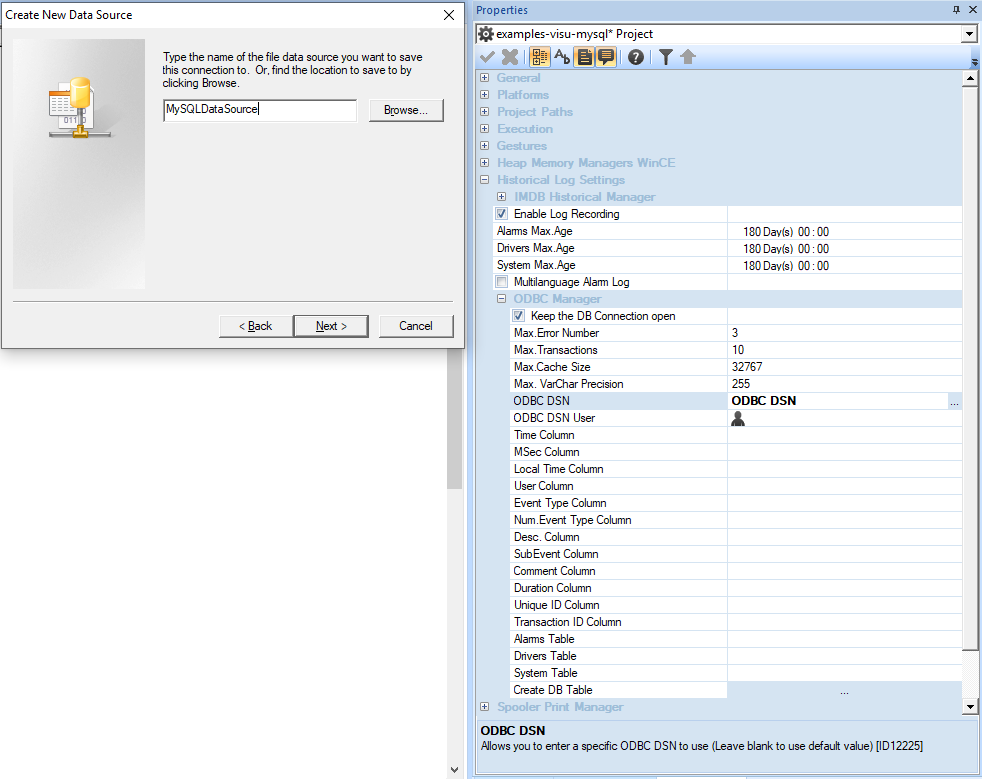 Create New Data Source
Type the name of the file data source you want to save
this connection to. Or, find the location to save to by
clicking Browse.
MySQLDataSource
Browse...
< Back
Next >
Cancel
Properties
examples-visu-mysql* Project
General
Platforms
Project Paths
Execution
Gestures
Heap Memory Managers WinCE
Historical Log Settings
IMDB Historical Manager
Enable Log Recording
Alarms Max.Age 180 Day(s) 00 : 00
Drivers Max.Age 180 Day(s) 00 : 00
System Max.Age 180 Day(s) 00 : 00
Multilanguage Alarm Log
ODBC Manager
Keep the DB Connection open
Max.Error Number 3
Max.Transactions 10
Max.Cache Size 32767
Max. VarChar Precision 255
ODBC DSN ODBC DSN ...
ODBC DSN User
Time Column
MSec Column
Local Time Column
User Column
Event Type Column
Num.Event Type Column
Desc. Column
SubEvent Column
Comment Column
Duration Column
Unique ID Column
Transaction ID Column
Alarms Table
Drivers Table
System Table
Create DB Table ...
Spooler Print Manager
ODBC DSN
Allows you to enter a specific ODBC DSN to use (Leave blank to use default value) [ID12225]